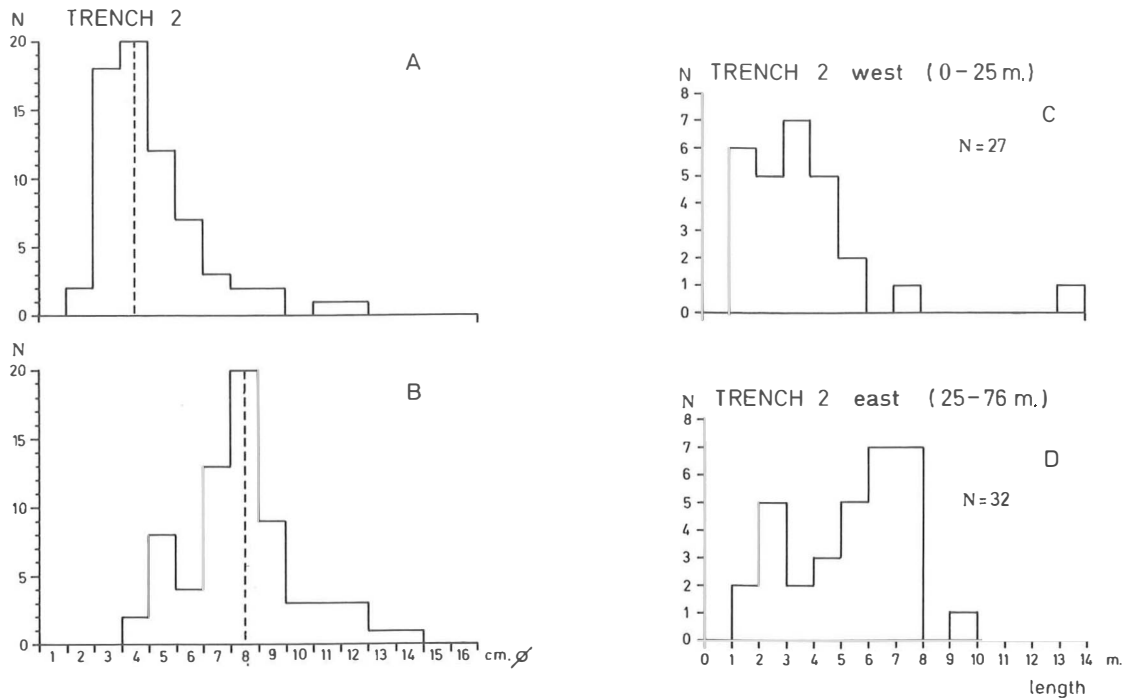 N TRENCH 2
20
15
10
5
0
A
N
20
15
10
5
0
B
1 2 3 4 5 6 7 8 9 10 11 12 13 14 15 16 cm. ⌀
N TRENCH 2 west (0-25 m.)
8
7
6
5
4
3
2
1
0
C
N=27
N TRENCH 2 east (25-76 m.)
8
7
6
5
4
3
2
1
0
D
N=32
0 1 2 3 4 5 6 7 8 9 10 11 12 13 14 m.
length